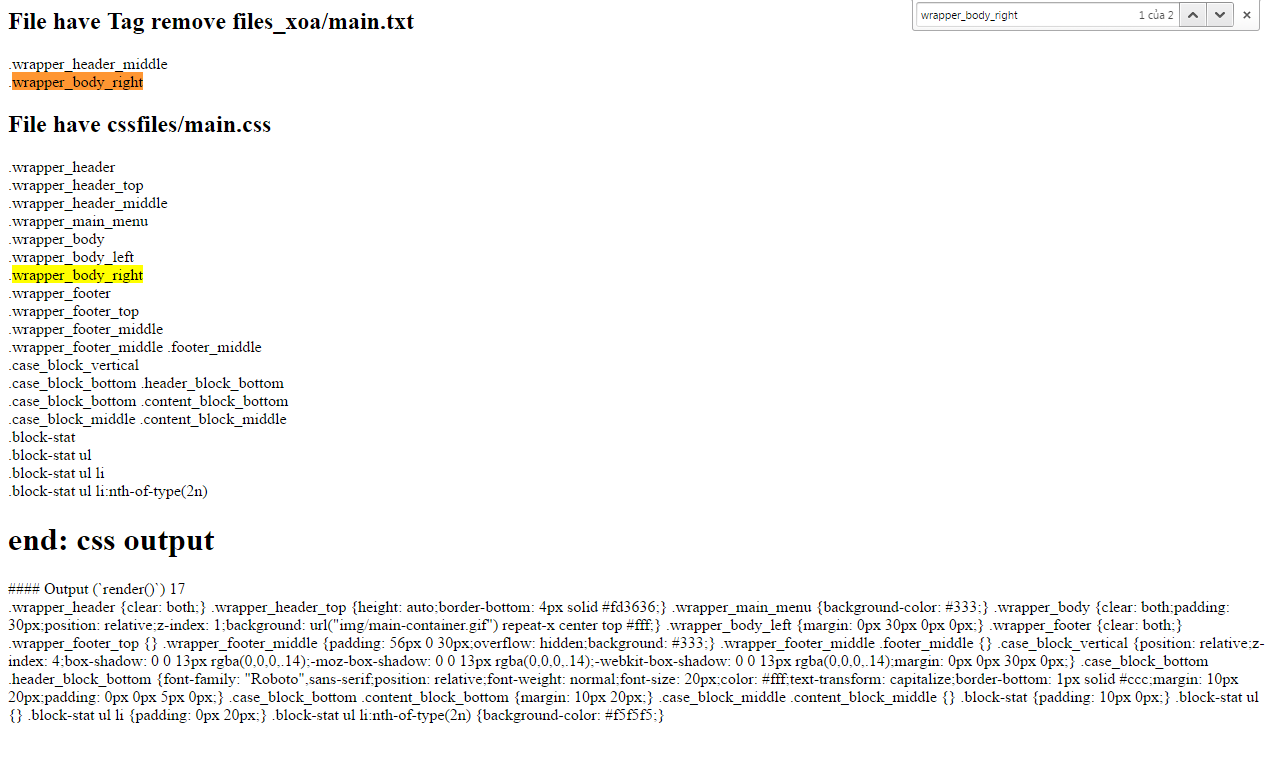 File have Tag remove files_xoa/main.txt
wrapper_body_right
1 của 2
.wrapper_header_middle
.wrapper_body_right
File have cssfiles/main.css
.wrapper_header
.wrapper_header_top
.wrapper_header_middle
.wrapper_main_menu
.wrapper_body
.wrapper_body_left
.wrapper_body_right
.wrapper_footer
.wrapper_footer_top
.wrapper_footer_middle
.wrapper_footer_middle .footer_middle
.case_block_vertical
.case_block_bottom .header_block_bottom
.case_block_bottom .content_block_bottom
.case_block_middle .content_block_middle
.block-stat
.block-stat ul
.block-stat ul li
.block-stat ul li:nth-of-type(2n)
end: css output
#### Output (`render()`) 17
.wrapper_header {clear: both;} .wrapper_header_top {height: auto;border-bottom: 4px solid #fd3636;} .wrapper_main_menu {background-color: #333;} .wrapper_body {clear: both;padding:
30px;position: relative;z-index: 1;background: url("img/main-container.gif") repeat-x center top #fff;} .wrapper_body_left {margin: 0px 30px 0px 0px;} .wrapper_footer {clear: both;}
.wrapper_footer_top {} .wrapper_footer_middle {padding: 56px 0 30px;overflow: hidden;background: #333;} .wrapper_footer_middle .footer_middle {} .case_block_vertical {position: relative;z-
index: 4;box-shadow: 0 0 13px rgba(0,0,0,.14);-moz-box-shadow: 0 0 13px rgba(0,0,0,.14);-webkit-box-shadow: 0 0 13px rgba(0,0,0,.14);margin: 0px 0px 30px 0px;} .case_block_bottom
.header_block_bottom {font-family: "Roboto",sans-serif;position: relative;font-weight: normal;font-size: 20px;color: #fff;text-transform: capitalize;border-bottom: 1px solid #ccc;margin: 10px
20px;padding: 0px 0px 5px 0px;} .case_block_bottom .content_block_bottom {margin: 10px 20px;} .case_block_middle .content_block_middle {} .block-stat {padding: 10px 0px;} .block-stat ul
{} .block-stat ul li {padding: 0px 20px;} .block-stat ul li:nth-of-type(2n) {background-color: #f5f5f5;}